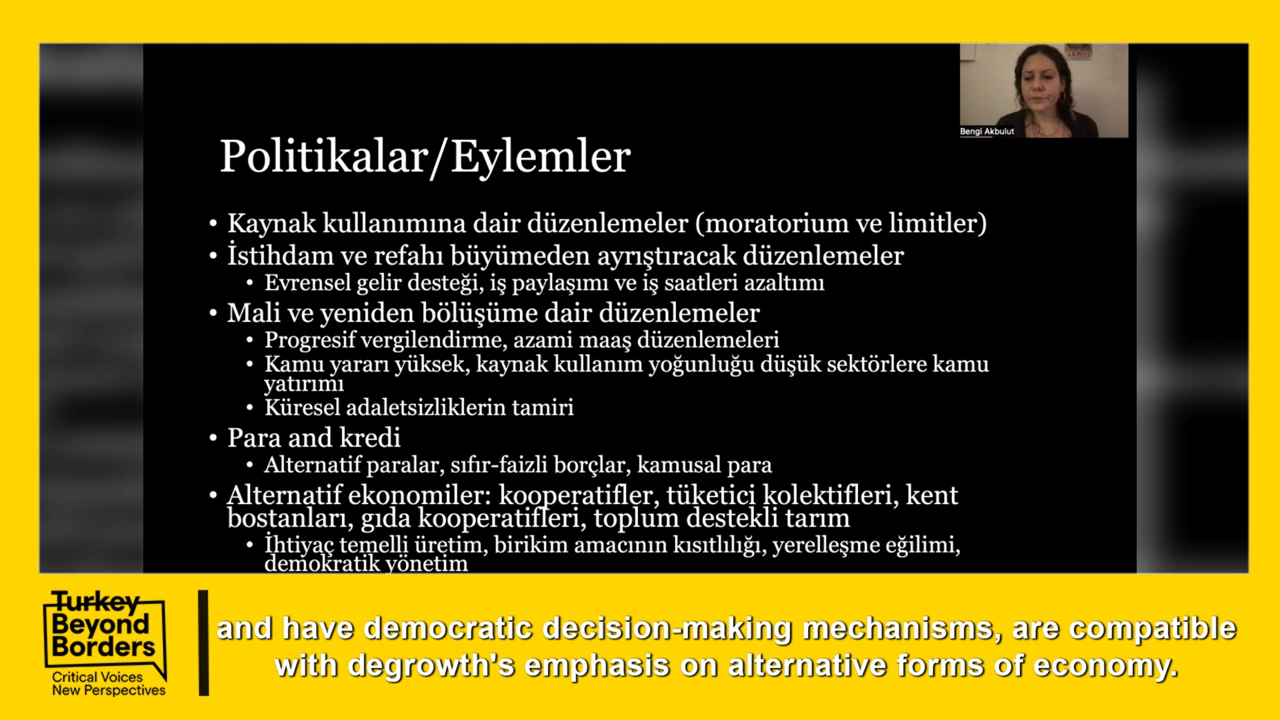 Bengi Akbulut
Politikalar/Eylemler
• Kaynak kullanımına dair düzenlemeler (moratorium ve limitler)
• İstihdam ve refahı büyümeden ayrıştıracak düzenlemeler
• Evrensel gelir desteği, iş paylaşımı ve iş saatleri azaltımı
• Mali ve yeniden bölüşüme dair düzenlemeler
• Progresif vergilendirme, azami maaş düzenlemeleri
• Kamu yararı yüksek, kaynak kullanım yoğunluğu düşük sektörlere kamu
yatırımı
• Küresel adaletsizliklerin tamiri
• Para and kredi
• Alternatif paralar, sıfır-faizli borçlar, kamusal para
• Alternatif ekonomiler: kooperatifler, tüketici kolektifleri, kent
bostanları, gıda kooperatifleri, toplum destekli tarım
• İhtiyaç temelli üretim, birikim amacının kısıtlılığı, yerelleşme eğilimi,
demokratik yönetim
Turkey
Beyond
Borders
Critical Voices
New Perspectives
and have democratic decision-making mechanisms, are compatible
with degrowth's emphasis on alternative forms of economy.